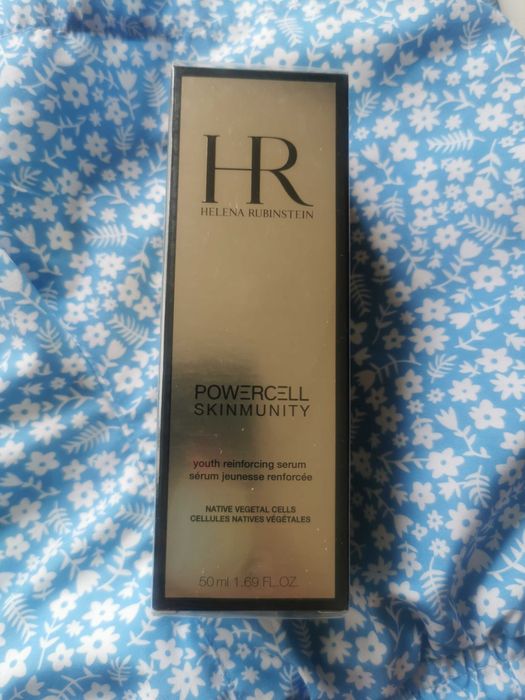 HR
HELENA RUBINSTEIN
POWERCELL
SKINMUNITY
youth reinforcing serum
sérum jeunesse renforcée
NATIVE VEGETAL CELLS
CELLULES NATIVES VÉGÉTALES
50 ml 1.69 FL.OZ.